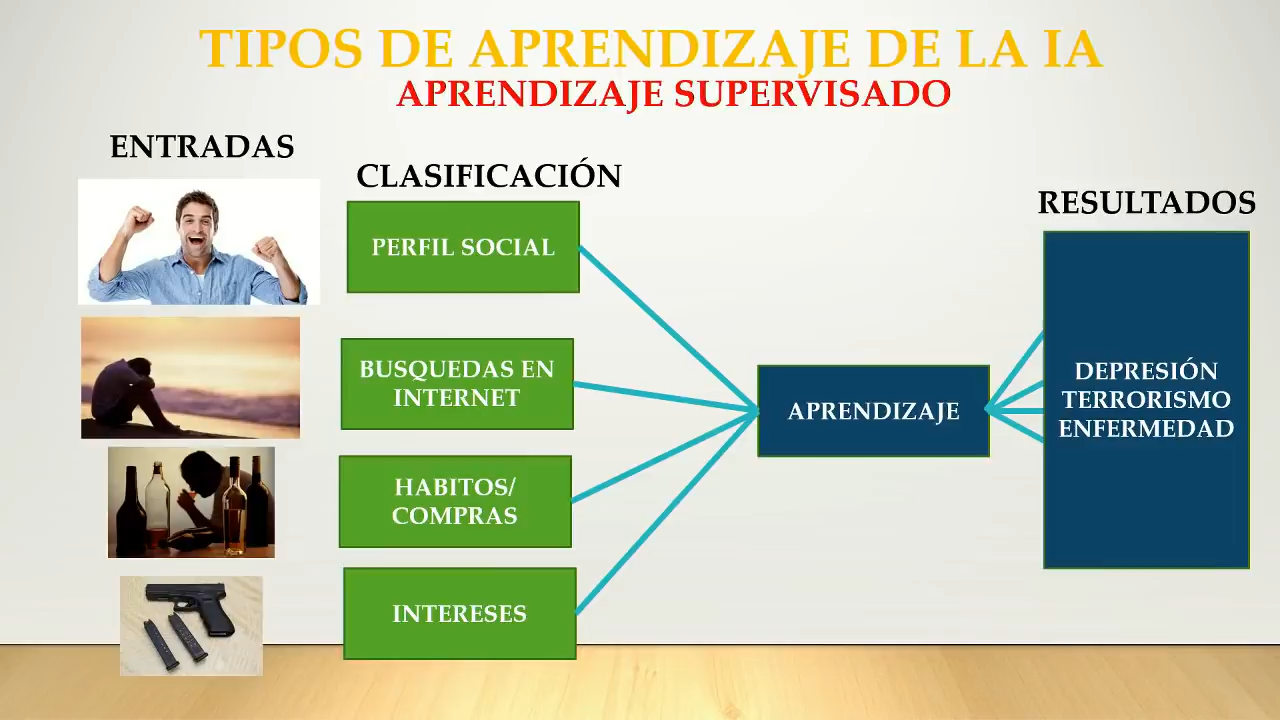 TIPOS DE APRENDIZAJE DE LA IA
APRENDIZAJE SUPERVISADO
ENTRADAS
CLASIFICACIÓN
RESULTADOS
PERFIL SOCIAL
BUSQUEDAS EN
INTERNET
HABITOS/
COMPRAS
INTERESES
APRENDIZAJE
DEPRESIÓN
TERRORISMO
ENFERMEDAD